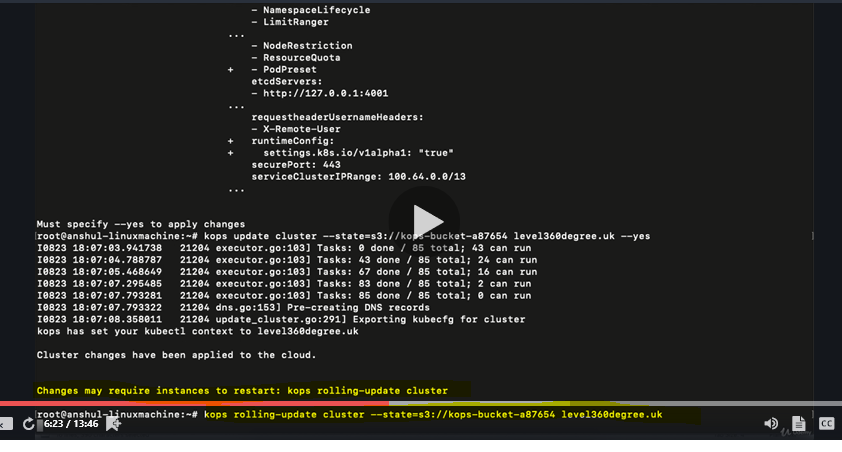 - NamespaceLifecycle
- LimitRanger
...
- NodeRestriction
- ResourceQuota
+ - PodPreset
etcdServers:
- http://127.0.0.1:4001
...
requestheaderUsernameHeaders:
- X-Remote-User
+ runtimeConfig:
+ settings.k8s.io/v1alpha1: "true"
securePort: 443
serviceClusterIPRange: 100.64.0.0/13
...
Must specify --yes to apply changes
root@anshul-linuxmachine:~# kops update cluster --state=s3://kops-bucket-a87654 level360degree.uk --yes
I0823 18:07:03.941738 21204 executor.go:103] Tasks: 0 done / 85 total; 43 can run
I0823 18:07:04.788787 21204 executor.go:103] Tasks: 43 done / 85 total; 24 can run
I0823 18:07:05.468649 21204 executor.go:103] Tasks: 67 done / 85 total; 16 can run
I0823 18:07:07.295485 21204 executor.go:103] Tasks: 83 done / 85 total; 2 can run
I0823 18:07:07.793281 21204 executor.go:103] Tasks: 85 done / 85 total; 0 can run
I0823 18:07:07.793322 21204 dns.go:153] Pre-creating DNS records
I0823 18:07:08.358011 21204 update_cluster.go:291] Exporting kubecfg for cluster
kops has set your kubectl context to level360degree.uk
Cluster changes have been applied to the cloud.
Changes may require instances to restart: kops rolling-update cluster
root@anshul-linuxmachine:~# kops rolling-update cluster --state=s3://kops-bucket-a87654 level360degree.uk
6:23 / 13:46
CC